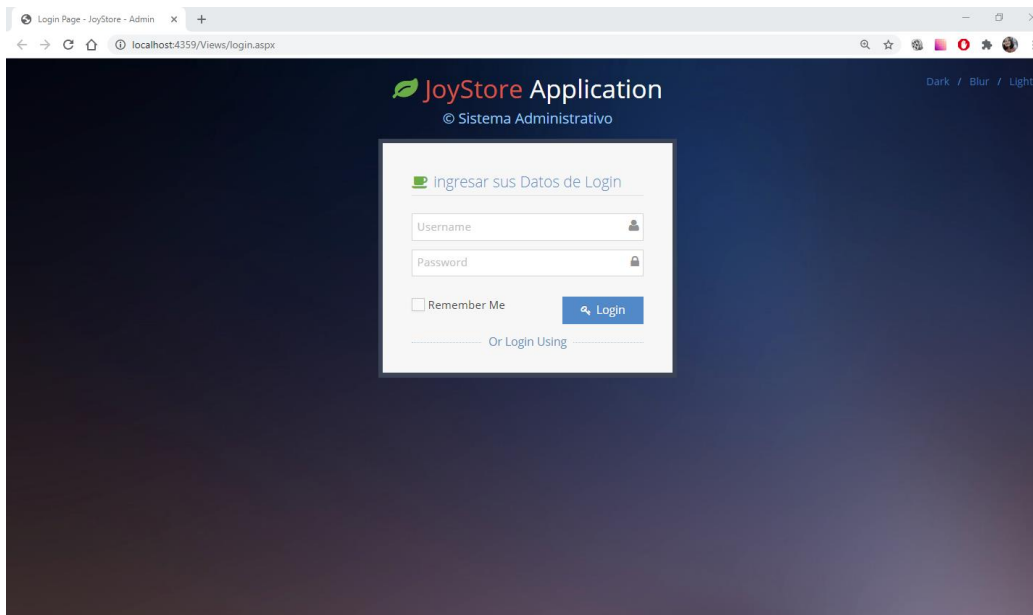 Login Page - JoyStore - Admin
localhost:4359/Views/login.aspx
Dark / Blur / Light
JoyStore Application
© Sistema Administrativo
Ingresar sus Datos de Login
Username
Password
Remember Me
Login
Or Login Using